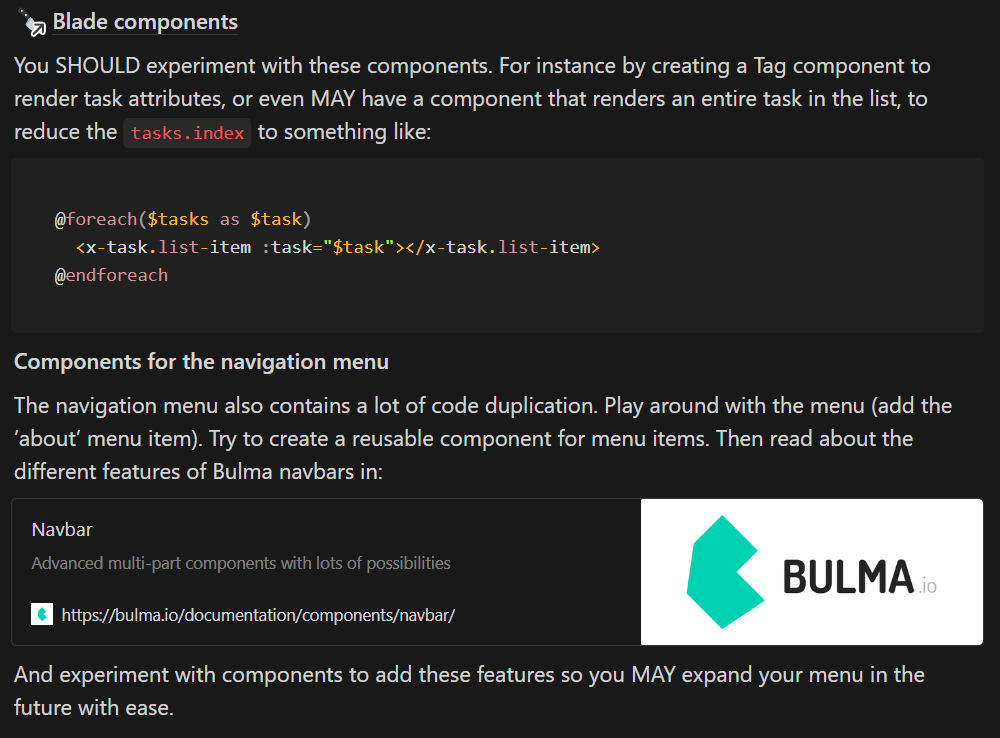 Blade components
You SHOULD experiment with these components. For instance by creating a Tag component to
render task attributes, or even MAY have a component that renders an entire task in the list, to
reduce the tasks.index to something like:
@foreach($tasks as $task)
<x-task.list-item :task="$task"></x-task.list-item>
@endforeach
Components for the navigation menu
The navigation menu also contains a lot of code duplication. Play around with the menu (add the
‘about’ menu item). Try to create a reusable component for menu items. Then read about the
different features of Bulma navbars in:
Navbar
Advanced multi-part components with lots of possibilities
https://bulma.io/documentation/components/navbar/
BULMA.io
And experiment with components to add these features so you MAY expand your menu in the
future with ease.